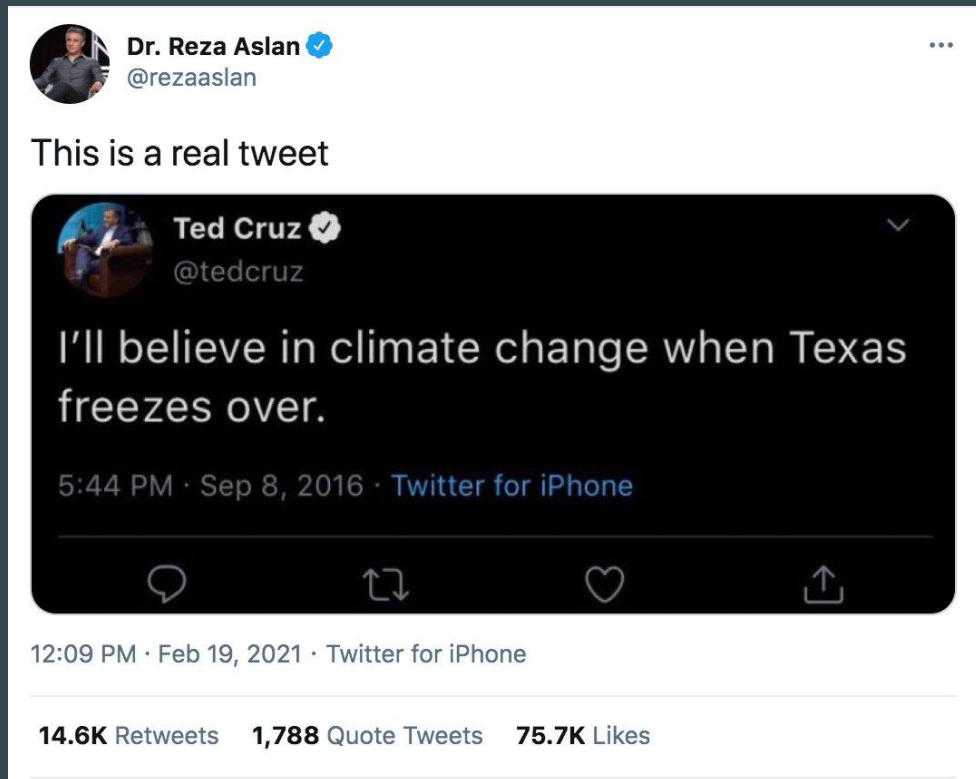 Dr. Reza Aslan
@rezaaslan
This is a real tweet
Ted Cruz
@tedcruz
I'll believe in climate change when Texas
freezes over.
5:44 PM · Sep 8, 2016 · Twitter for iPhone
12:09 PM · Feb 19, 2021 · Twitter for iPhone
14.6K Retweets 1,788 Quote Tweets 75.7K Likes